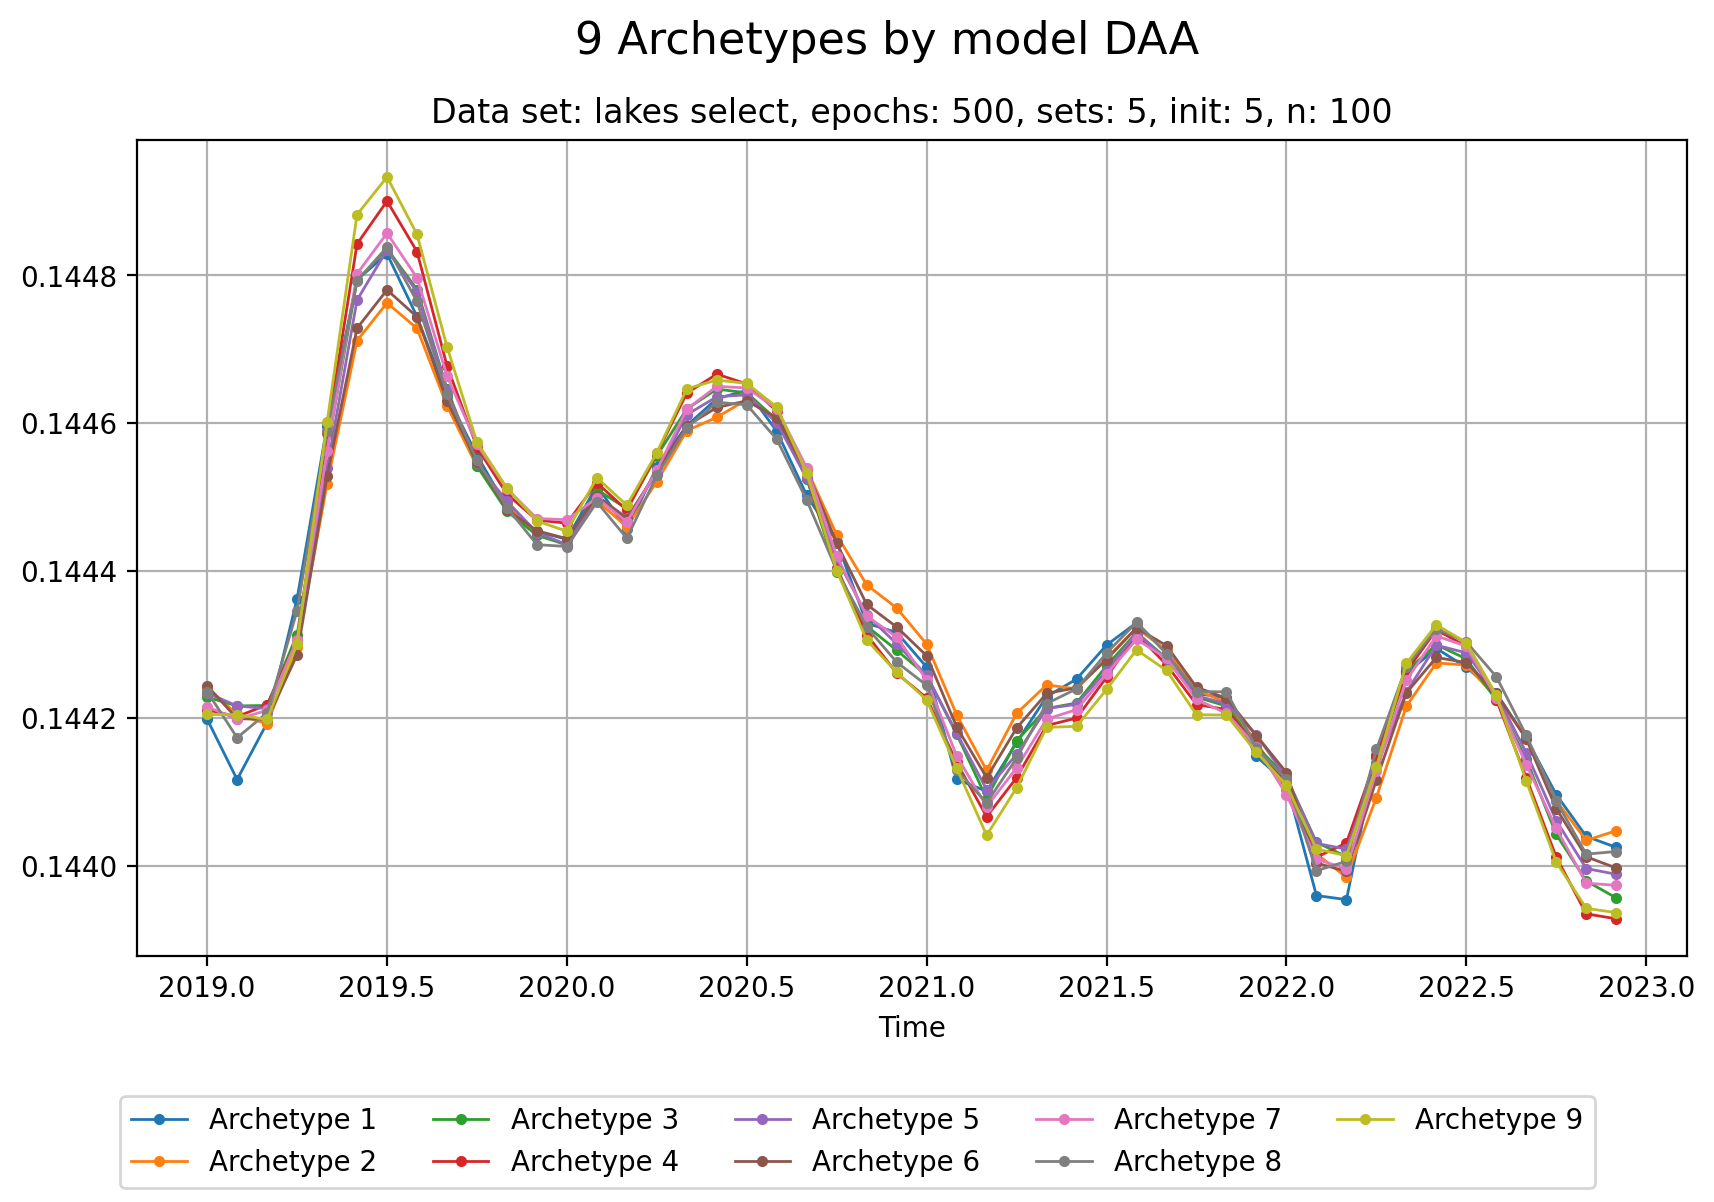 9 Archetypes by model DAA
Data set: lakes select, epochs: 500, sets: 5, init: 5, n: 100
0.1448
0.1446
0.1444
0.1442
0.1440
2019.0 2019.5 2020.0 2020.5 2021.0 2021.5 2022.0 2022.5 2023.0
Time
Archetype 1 Archetype 3 Archetype 5 Archetype 7 Archetype 9
Archetype 2 Archetype 4 Archetype 6 Archetype 8